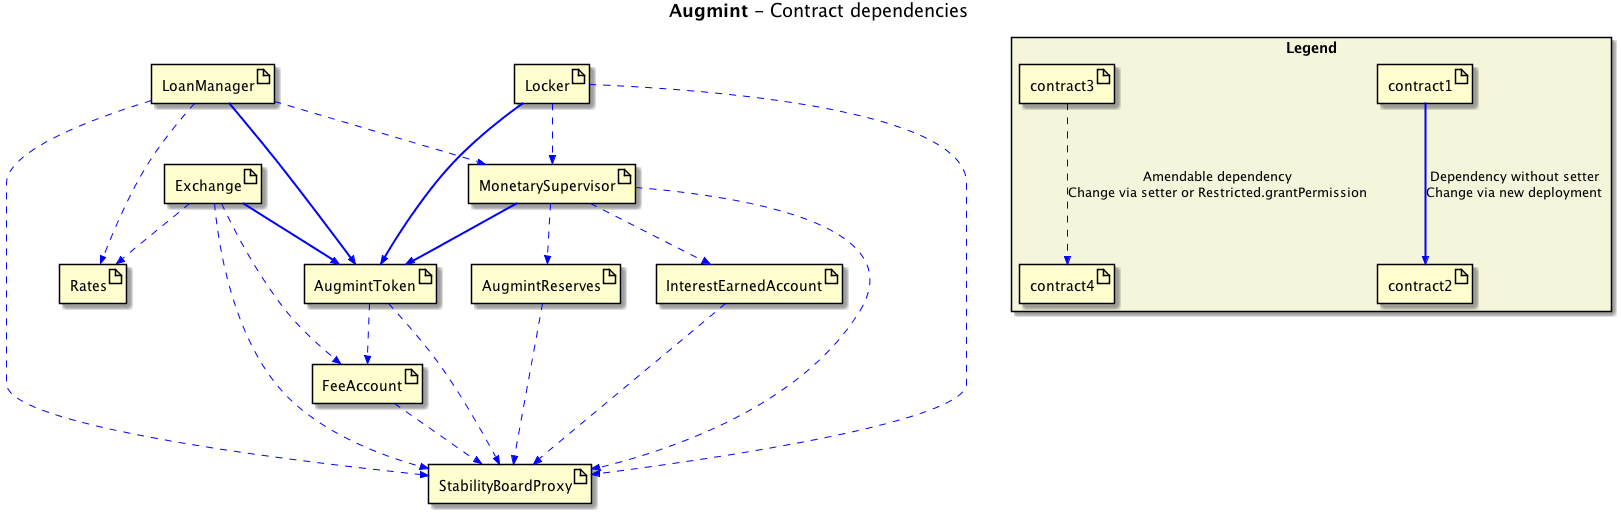 Augmint – Contract dependencies
Legend
LoanManager
Locker
contract3
contract1
Exchange
MonetarySupervisor
Amendable dependency
Change via setter or Restricted.grantPermission
Dependency without setter
Change via new deployment
Rates
AugmintToken
AugmintReserves
InterestEarnedAccount
contract4
contract2
FeeAccount
StabilityBoardProxy